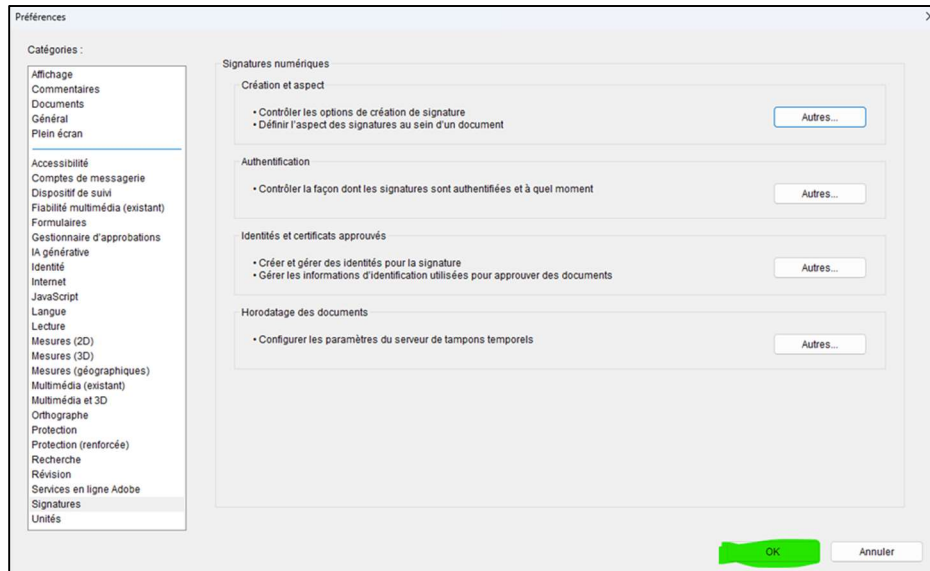 Préférences
Catégories :
Affichage
Commentaires
Documents
Général
Plein écran
Accessibilité
Comptes de messagerie
Dispositif de suivi
Fiabilité multimédia (existant)
Formulaires
Gestionnaire d'approbations
IA générative
Identité
Internet
JavaScript
Langue
Lecture
Mesures (2D)
Mesures (3D)
Mesures (géographiques)
Multimédia (existant)
Multimédia et 3D
Orthographe
Protection
Protection (renforcée)
Recherche
Révision
Services en ligne Adobe
Signatures
Unités
Signatures numériques
Création et aspect
• Contrôler les options de création de signature
• Définir l'aspect des signatures au sein d'un document
Autres...
Authentification
• Contrôler la façon dont les signatures sont authentifiées et à quel moment
Autres...
Identités et certificats approuvés
• Créer et gérer des identités pour la signature
• Gérer les informations d'identification utilisées pour approuver des documents
Autres...
Horodatage des documents
• Configurer les paramètres du serveur de tampons temporels
Autres...
OK
Annuler